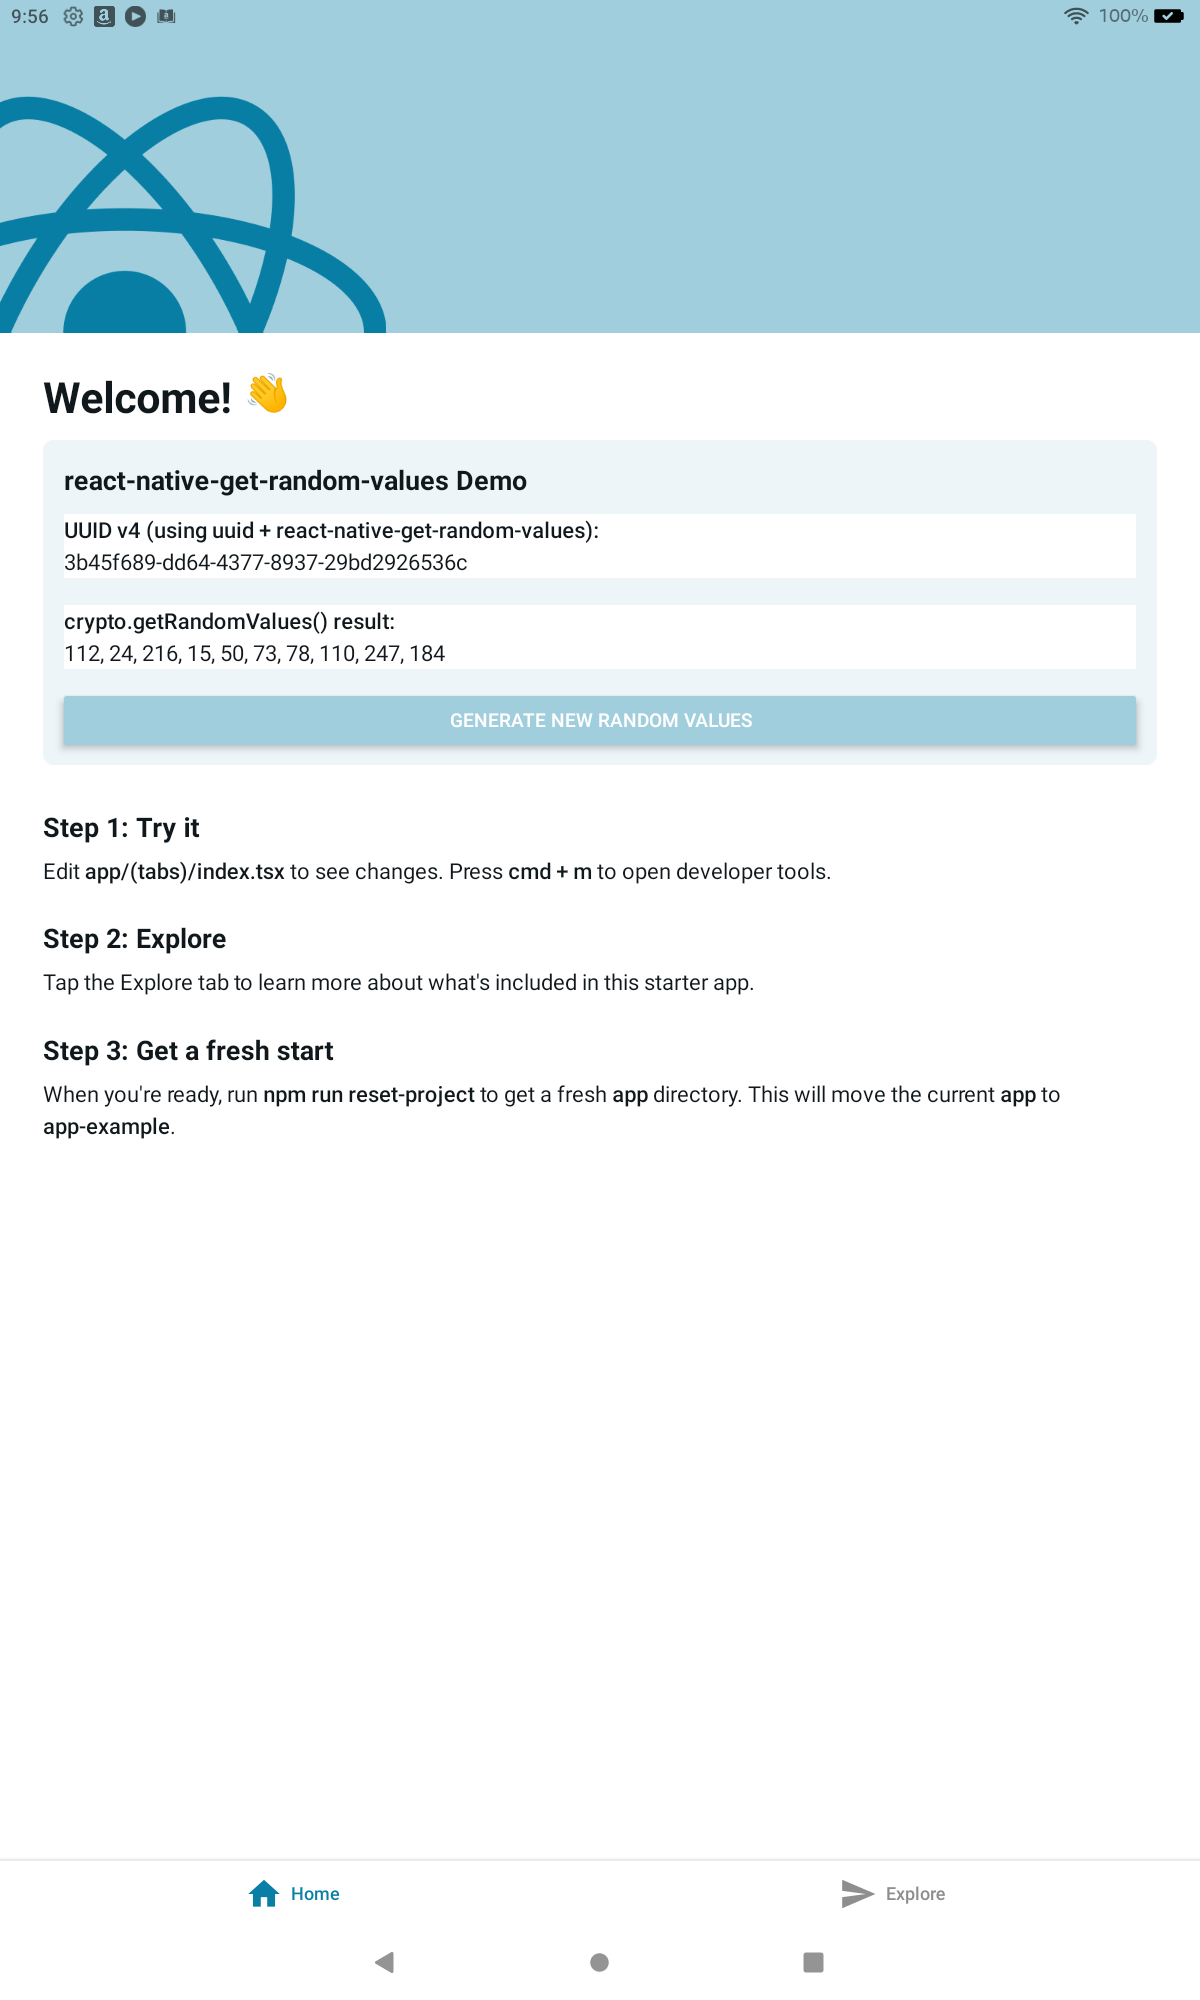 9:56
100%
Welcome! 👋
react-native-get-random-values Demo
UUID v4 (using uuid + react-native-get-random-values):
3b45f689-dd64-4377-8937-29bd2926536c
crypto.getRandomValues() result:
112, 24, 216, 15, 50, 73, 78, 110, 247, 184
GENERATE NEW RANDOM VALUES
Step 1: Try it
Edit app/(tabs)/index.tsx to see changes. Press cmd + m to open developer tools.
Step 2: Explore
Tap the Explore tab to learn more about what's included in this starter app.
Step 3: Get a fresh start
When you're ready, run npm run reset-project to get a fresh app directory. This will move the current app to
app-example.
Home
Explore